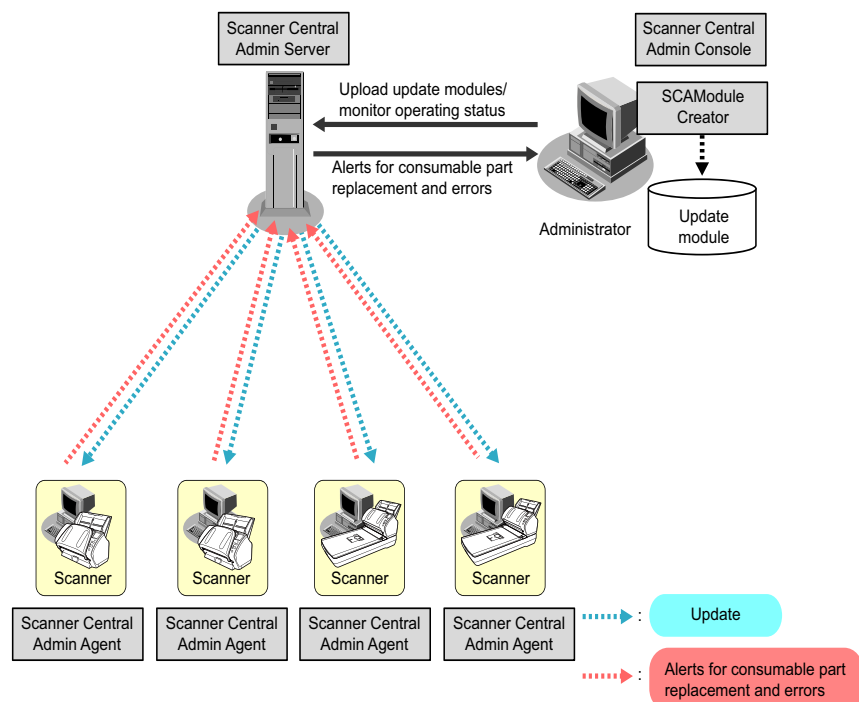 Scanner Central
Admin Server
Scanner Central
Admin Console
Upload update modules/
monitor operating status
SCAModule
Creator
Alerts for consumable part
replacement and errors
Administrator
Update
module
Scanner
Scanner
Scanner
Scanner
Scanner Central
Admin Agent
Scanner Central
Admin Agent
Scanner Central
Admin Agent
Scanner Central
Admin Agent
: Update
: Alerts for consumable part
replacement and errors